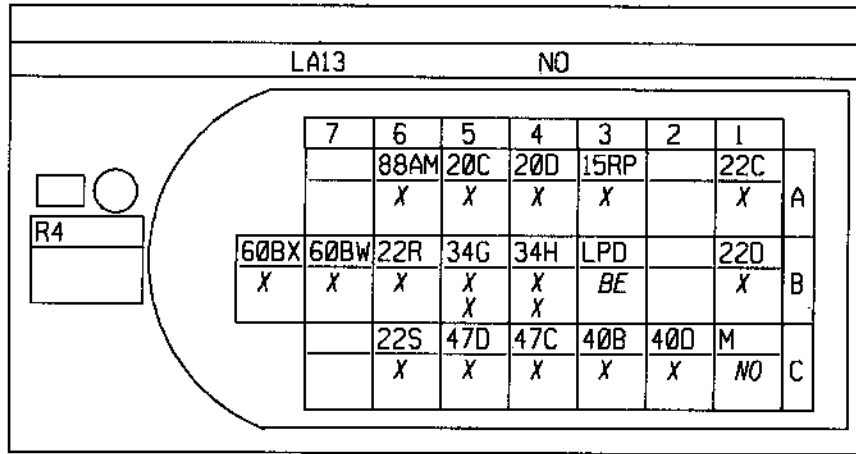 LA13 NO
7 6 5 4 3 2 1
88AM 20C 20D 15RP 22C
X X X X X A
R4
60BX 60BW 22R 34G 34H LPD 22D
X X X X X BE X B
X X
22S 47D 47C 40B 40D M
X X X X X NO C